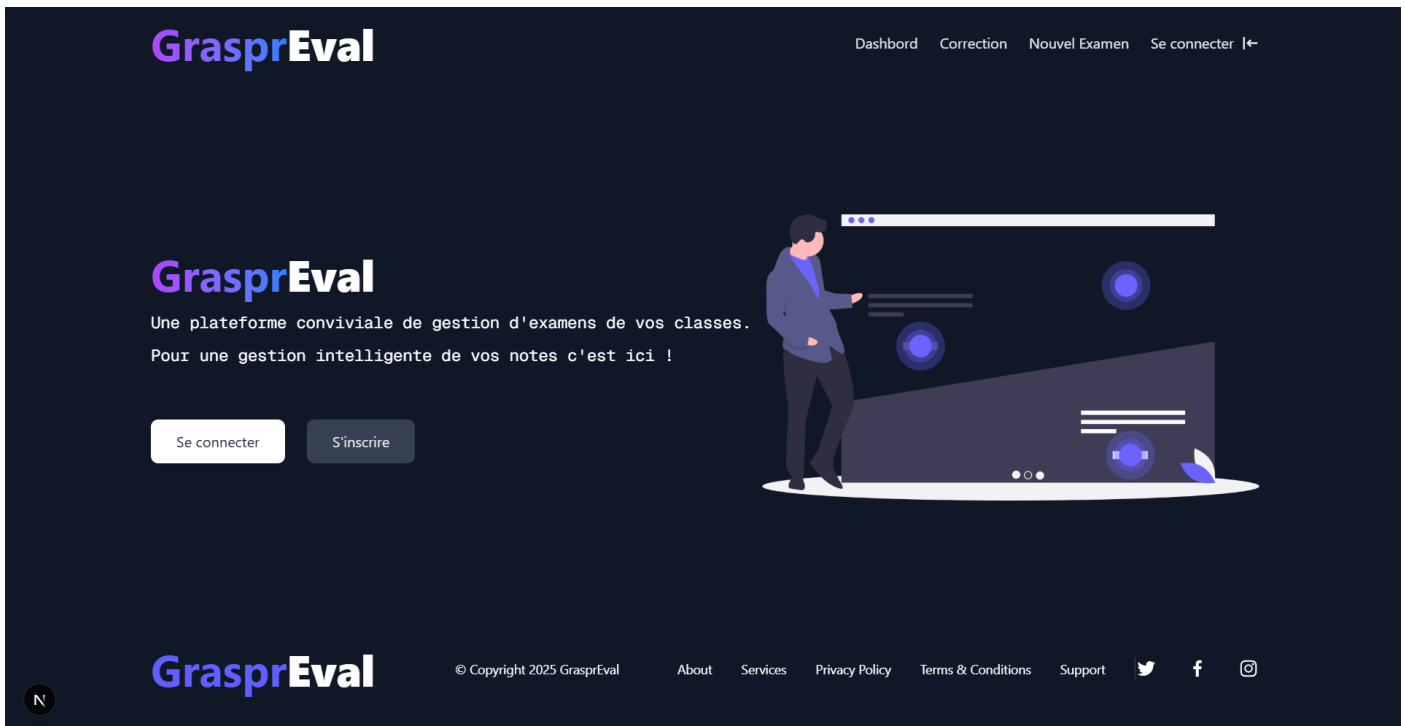 GrasprEval
Dashbord Correction Nouvel Examen Se connecter
GrasprEval
Une plateforme conviviale de gestion d'examens de vos classes.
Pour une gestion intelligente de vos notes c'est ici !
Se connecter S'inscrire
GrasprEval
© Copyright 2025 GrasprEval About Services Privacy Policy Terms & Conditions Support
N